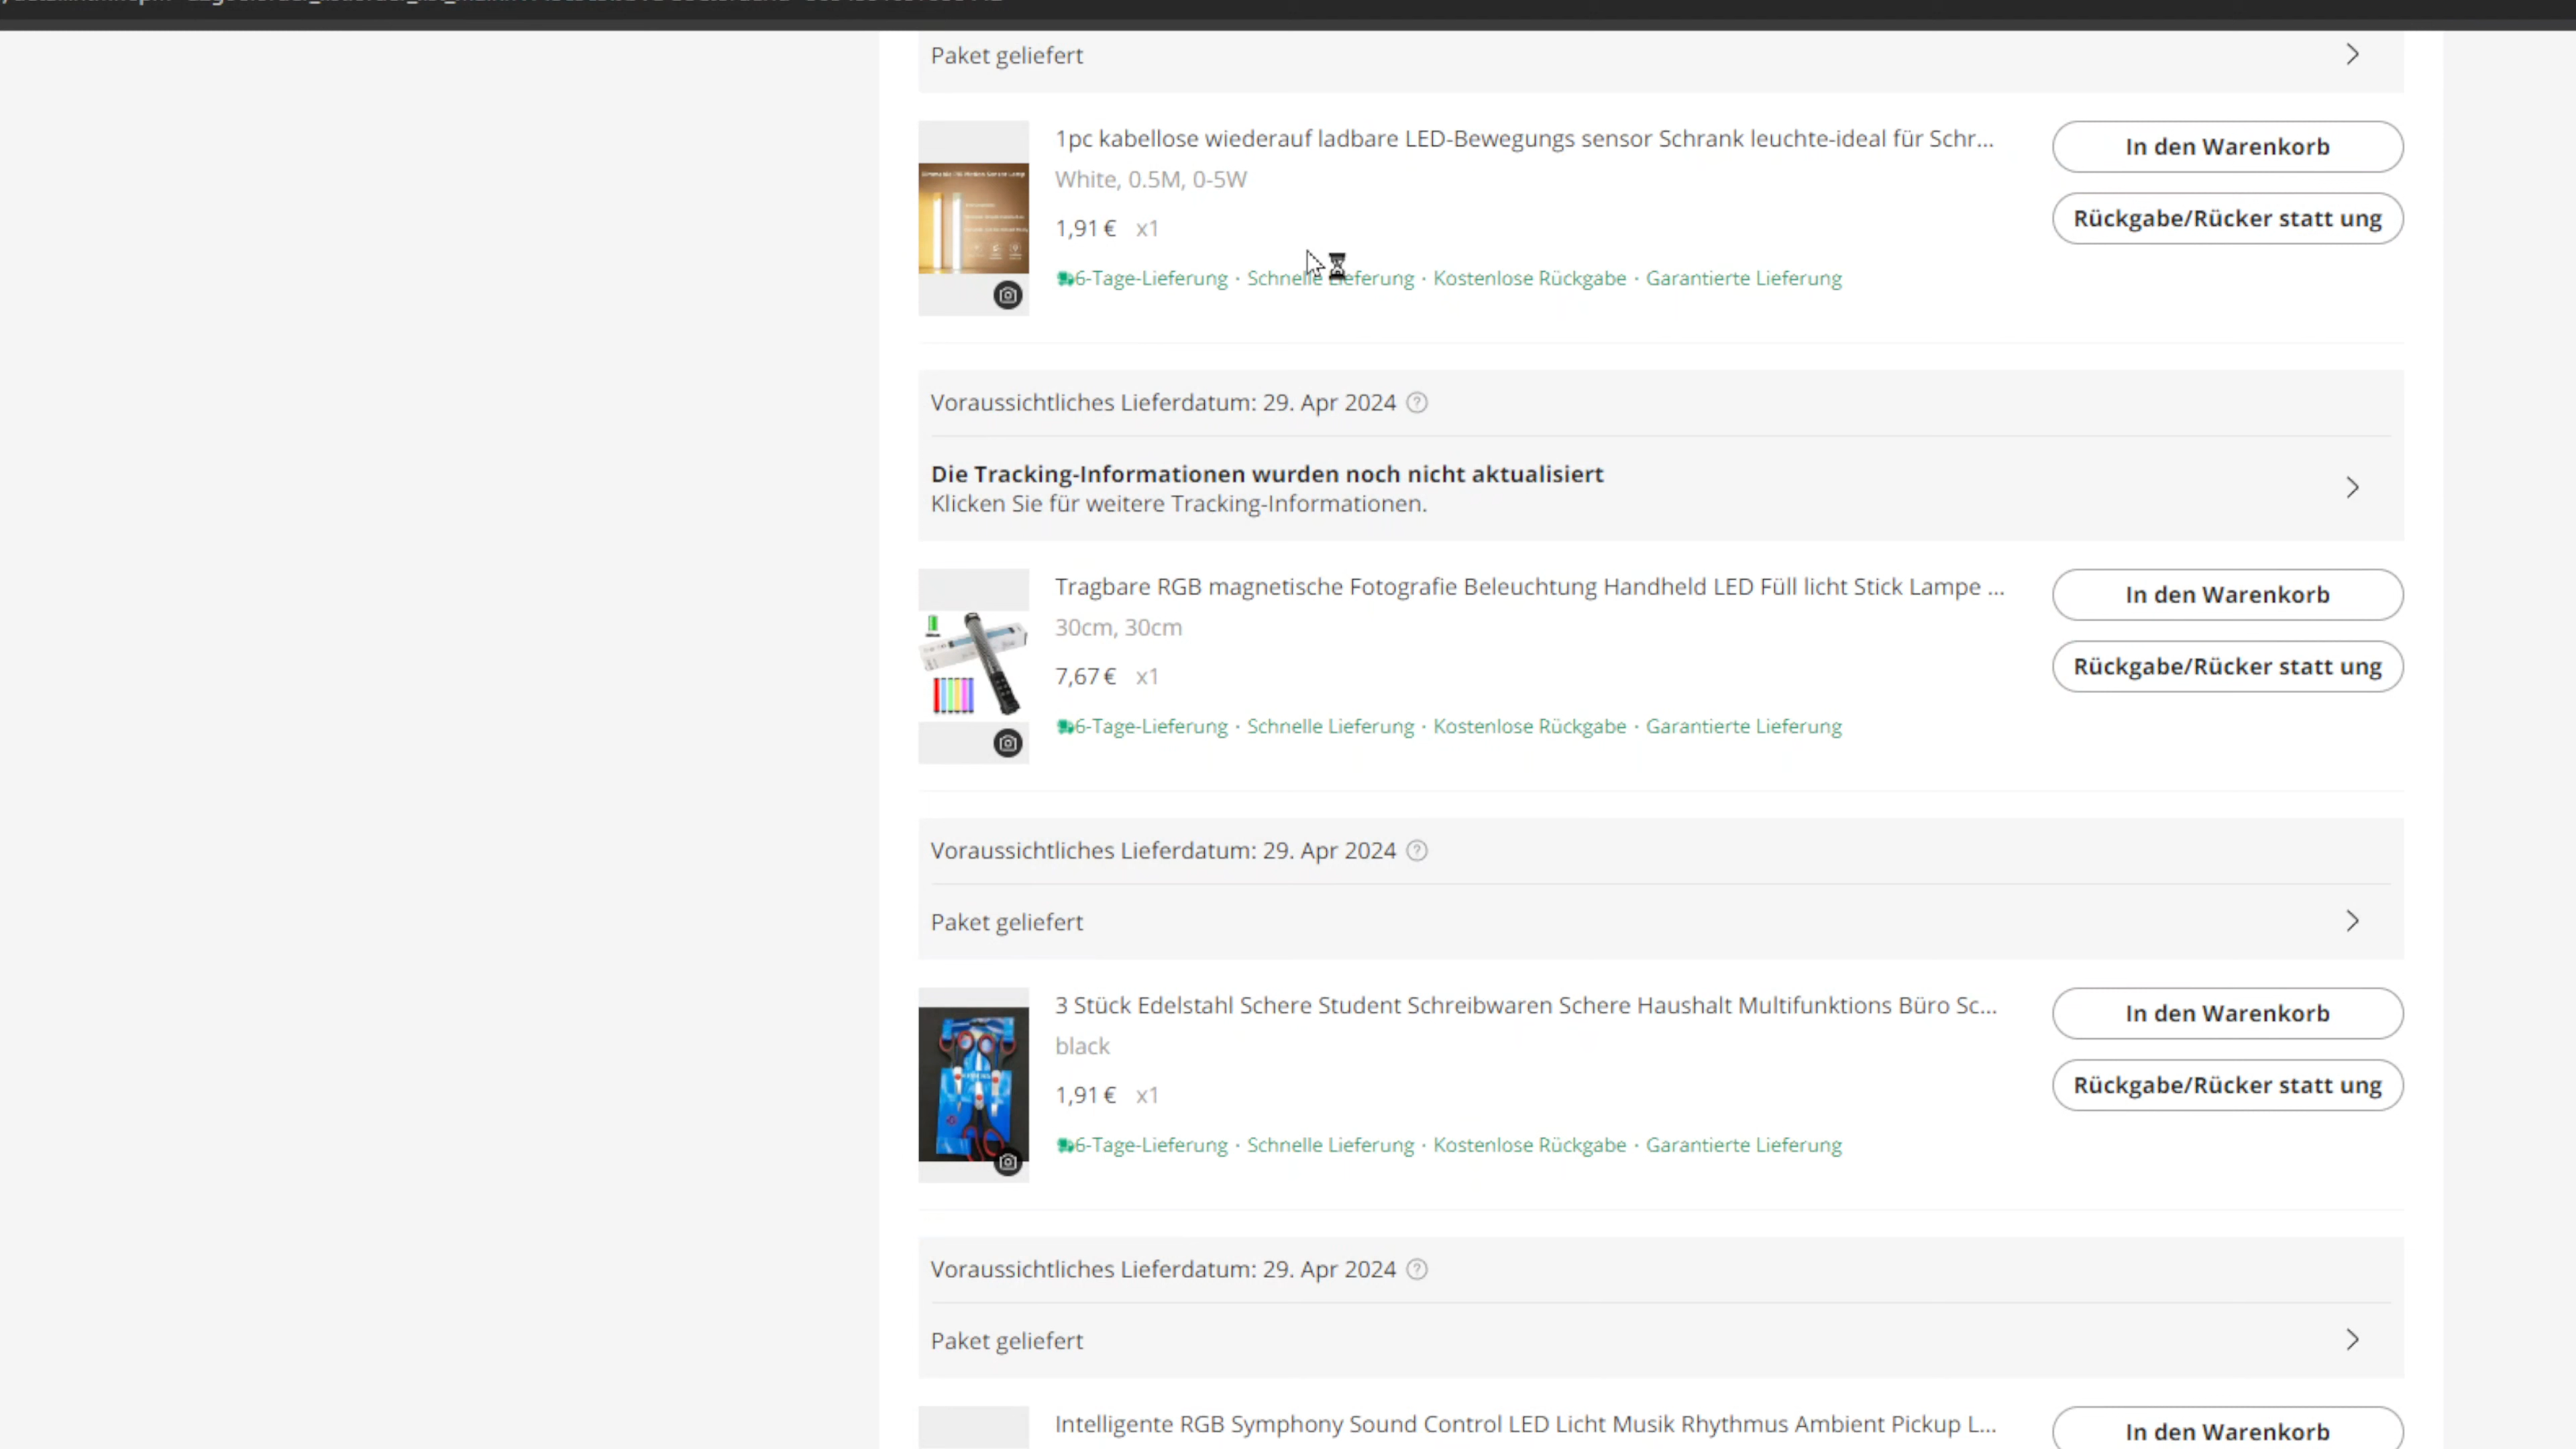 Paket geliefert
1pc kabellose wiederauf ladbare LED-Bewegungs sensor Schrank leuchte-ideal für Schr...
In den Warenkorb
White, 0.5M, 0-5W
Rückgabe/Rücker statt ung
1,91 € x1
6-Tage-Lieferung · Schnelle Lieferung · Kostenlose Rückgabe · Garantierte Lieferung
Voraussichtliches Lieferdatum: 29. Apr 2024 ?
Die Tracking-Informationen wurden noch nicht aktualisiert
Klicken Sie für weitere Tracking-Informationen.
Tragbare RGB magnetische Fotografie Beleuchtung Handheld LED Füll licht Stick Lampe ...
In den Warenkorb
30cm, 30cm
Rückgabe/Rücker statt ung
7,67 € x1
6-Tage-Lieferung · Schnelle Lieferung · Kostenlose Rückgabe · Garantierte Lieferung
Voraussichtliches Lieferdatum: 29. Apr 2024 ?
Paket geliefert
3 Stück Edelstahl Schere Student Schreibwaren Schere Haushalt Multifunktions Büro Sc...
In den Warenkorb
black
Rückgabe/Rücker statt ung
1,91 € x1
6-Tage-Lieferung · Schnelle Lieferung · Kostenlose Rückgabe · Garantierte Lieferung
Voraussichtliches Lieferdatum: 29. Apr 2024 ?
Paket geliefert
Intelligente RGB Symphony Sound Control LED Licht Musik Rhythmus Ambient Pickup L...
In den Warenkorb